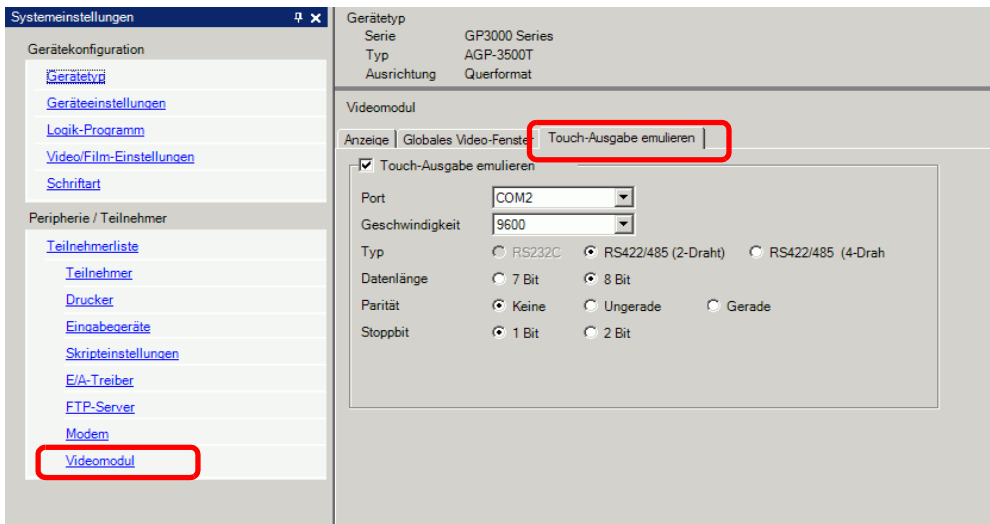 Systemeinstellungen
Gerätekonfiguration
Gerätetyp
Geräteeinstellungen
Logik-Programm
Video/Film-Einstellungen
Schriftart
Peripherie / Teilnehmer
Teilnehmerliste
Teilnehmer
Drucker
Eingabegeräte
Skripteinstellungen
E/A-Treiber
FTP-Server
Modem
Videomodul
Gerätetyp
Serie GP3000 Series
Typ AGP-3500T
Ausrichtung Querformat
Videomodul
Anzeige Globales Video-Fenster Touch-Ausgabe emulieren
Touch-Ausgabe emulieren
Port COM2
Geschwindigkeit 9600
Typ RS232C RS422/485 (2-Draht) RS422/485 (4-Drah
Datenlänge 7 Bit 8 Bit
Parität Keine Ungerade Gerade
Stoppbit 1 Bit 2 Bit